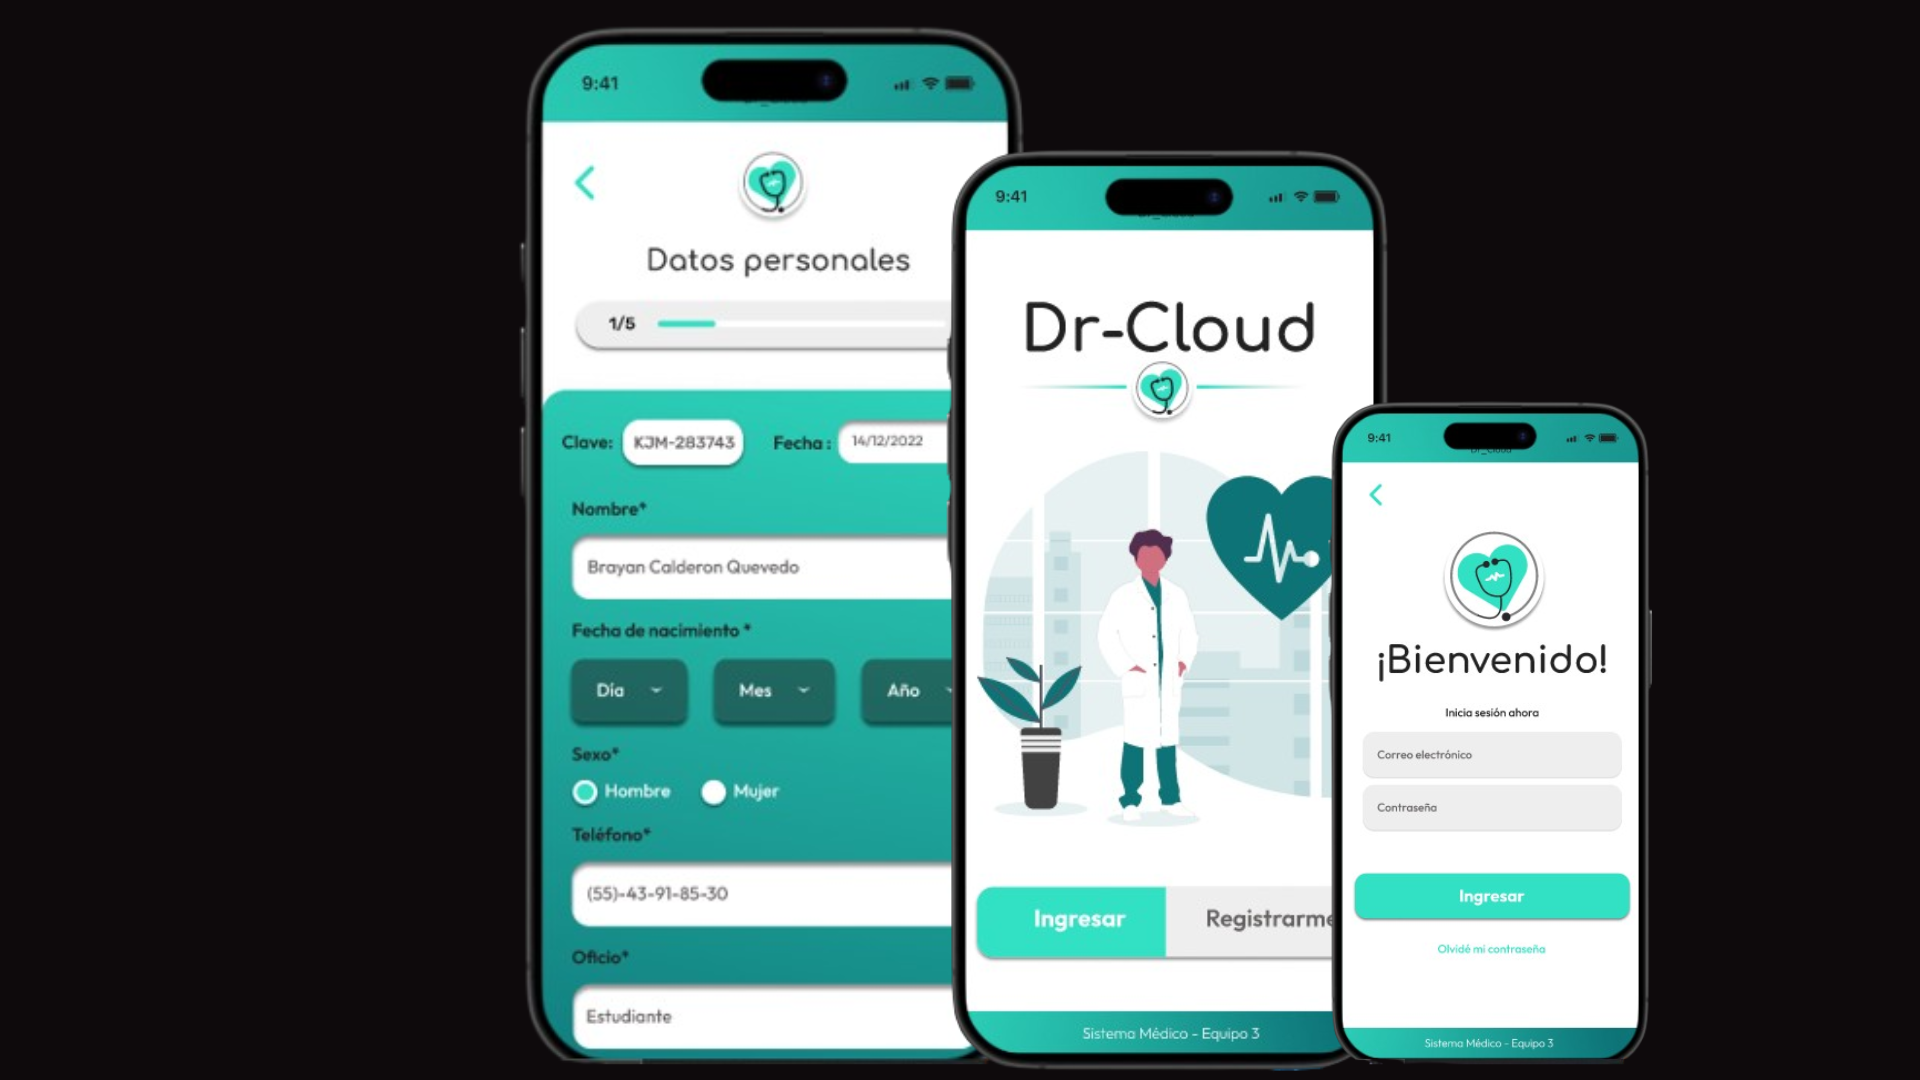 9:41
Datos personales
1/5
Clave: KJM-283743 Fecha : 14/12/2022
Nombre*
Brayan Calderon Quevedo
Fecha de nacimiento *
Día Mes Año
Sexo*
Hombre Mujer
Teléfono*
(55)-43-91-85-30
Oficio*
Estudiante
9:41
Dr-Cloud
Ingresar Registrarme
Sistema Médico - Equipo 3
9:41
¡Bienvenido!
Inicia sesión ahora
Correo electrónico
Contraseña
Ingresar
Olvidé mi contraseña
Sistema Médico - Equipo 3